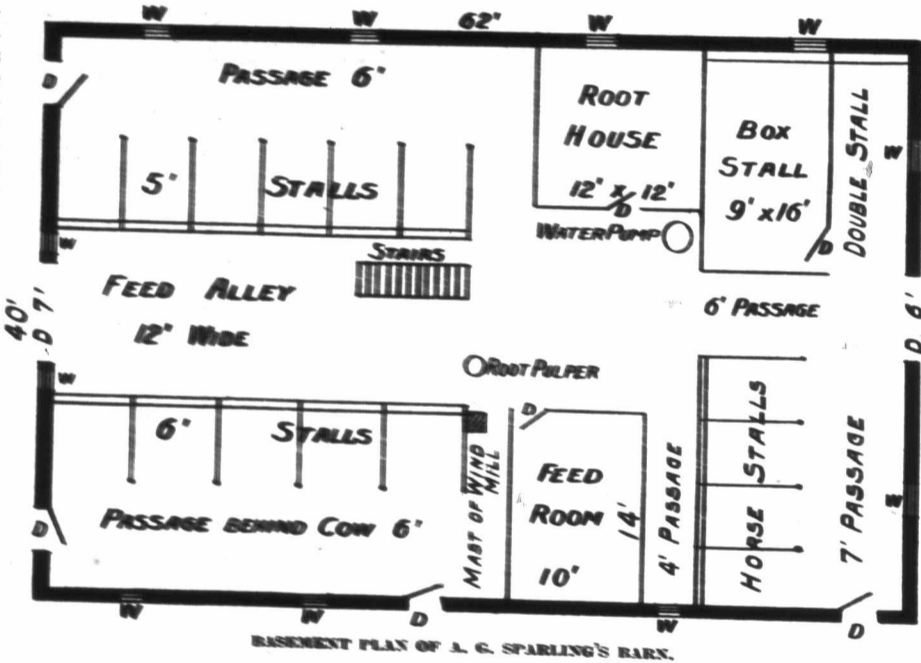 W W 62" W W
D
PASSAGE 6"
5" STALLS
ROOT
HOUSE
12' x 12'
D
WATER PUMP
BOX
STALL
9' x 16'
D
DOUBLE STALL
W
STAIRS
W
FEED ALLEY
12" WIDE
40'
D 7'
6' PASSAGE
D 8'
ROOT PULPER
W
6" STALLS
MAST OF WIND
MILL
D
FEED
ROOM
14'
10'
4' PASSAGE
HORSE STALLS
7' PASSAGE
W
D
PASSAGE BEHIND COW 6"
W W D W D
BASEMENT PLAN OF A. G. SPARLING'S BARN.